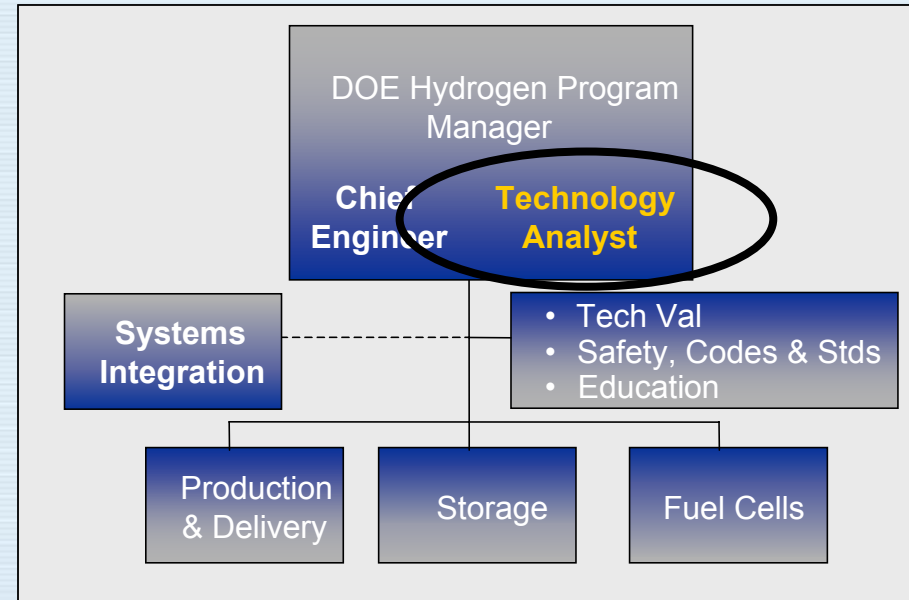 DOE Hydrogen Program
Manager
Chief
Engineer
Technology
Analyst
Systems
Integration
• Tech Val
• Safety, Codes & Stds
• Education
Production
& Delivery
Storage
Fuel Cells